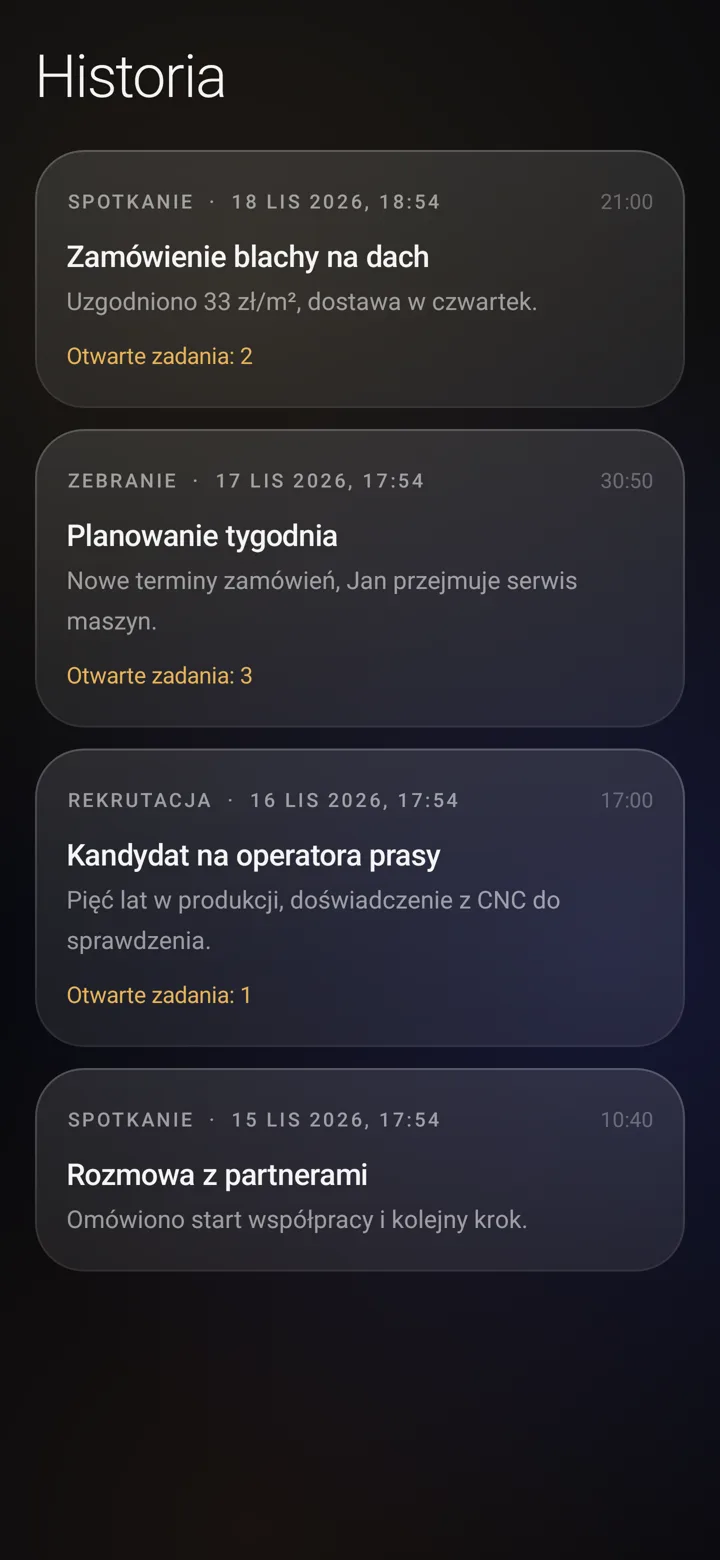 Historia
SPOTKANIE · 18 LIS 2026, 18:54 21:00
Zamówienie blachy na dach
Uzgodniono 33 zł/m², dostawa w czwartek.
Otwarte zadania: 2
ZEBRANIE · 17 LIS 2026, 17:54 30:50
Planowanie tygodnia
Nowe terminy zamówień, Jan przejmuje serwis
maszyn.
Otwarte zadania: 3
REKRUTACJA · 16 LIS 2026, 17:54 17:00
Kandydat na operatora prasy
Pięć lat w produkcji, doświadczenie z CNC do
sprawdzenia.
Otwarte zadania: 1
SPOTKANIE · 15 LIS 2026, 17:54 10:40
Rozmowa z partnerami
Omówiono start współpracy i kolejny krok.